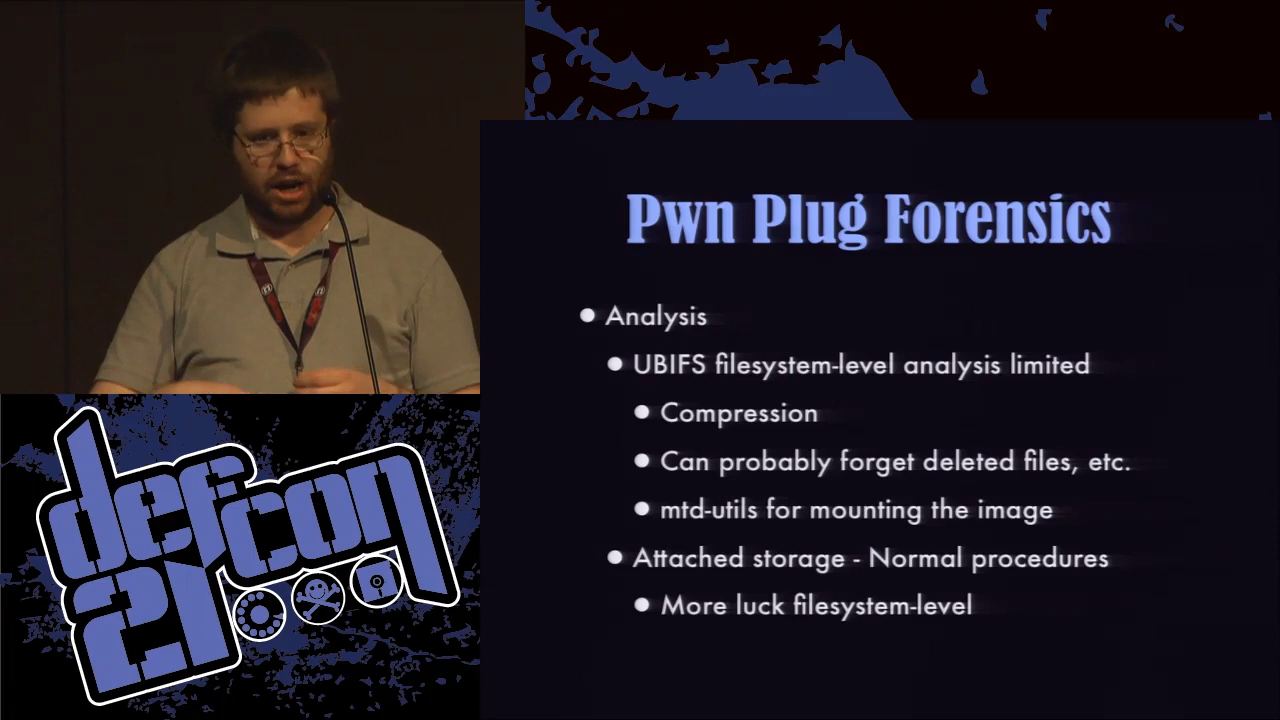 Pwn Plug Forensics
Analysis
UBIFS filesystem-level analysis limited
Compression
Can probably forget deleted files, etc.
mtd-utils for mounting the image
Attached storage - Normal procedures
More luck filesystem-level
defcon
21